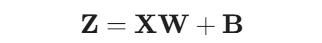 Z = XW + B